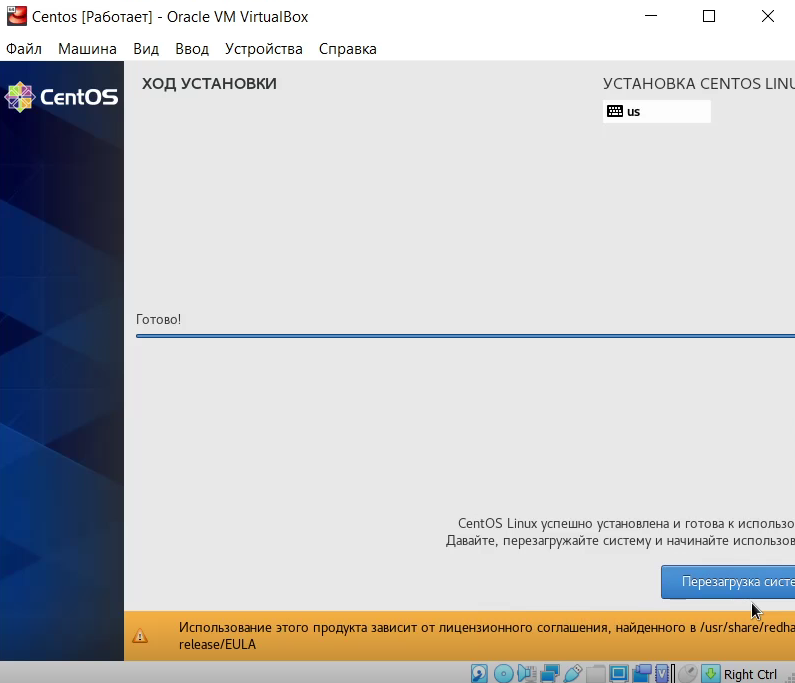 Centos [Работает] - Oracle VM VirtualBox
Файл Машина Вид Ввод Устройства Справка
CentOS
ХОД УСТАНОВКИ
УСТАНОВКА CENTOS LINU
us
Готово!
CentOS Linux успешно установлена и готова к использо
Давайте, перезагружайте систему и начинайте использов
Перезагрузка систе
Использование этого продукта зависит от лицензионного соглашения, найденного в /usr/share/redha
release/EULA
Right Ctrl